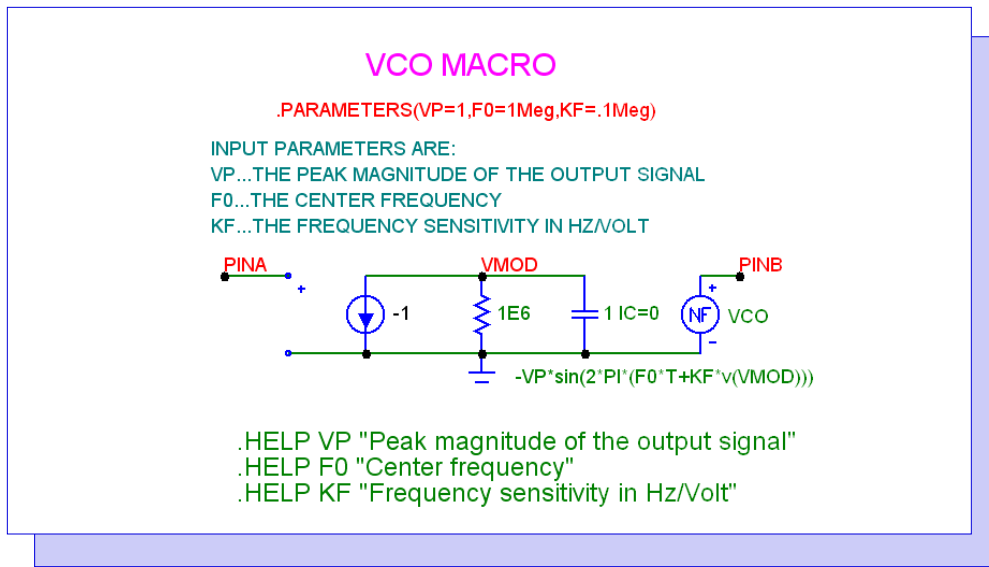 VCO MACRO
.PARAMETERS(VP=1,F0=1Meg,KF=.1Meg)
INPUT PARAMETERS ARE:
VP...THE PEAK MAGNITUDE OF THE OUTPUT SIGNAL
F0...THE CENTER FREQUENCY
KF...THE FREQUENCY SENSITIVITY IN HZ/VOLT
PINA VMOD PINB
+ +
-1 1E6 1 IC=0 NF VCO
-
-VP*sin(2*PI*(F0*T+KF*v(VMOD)))
.HELP VP "Peak magnitude of the output signal"
.HELP F0 "Center frequency"
.HELP KF "Frequency sensitivity in Hz/Volt"